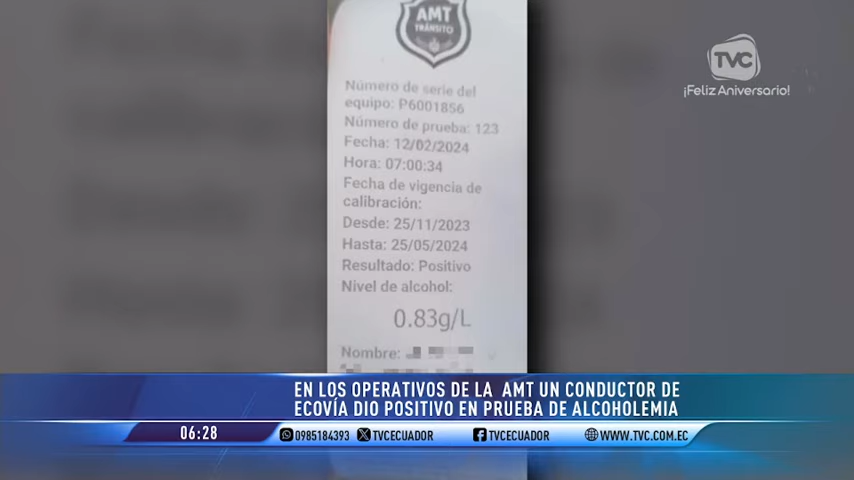 AMT
TRÁNSITO
TVC
¡Feliz Aniversario!
Número de serie del
equipo: P6001856
Número de prueba: 123
Fecha: 12/02/2024
Hora: 07:00:34
Fecha de vigencia de
calibración:
Desde: 25/11/2023
Hasta: 25/05/2024
Resultado: Positivo
Nivel de alcohol:
0.83g/L
Nombre:
EN LOS OPERATIVOS DE LA AMT UN CONDUCTOR DE
ECOVÍA DIO POSITIVO EN PRUEBA DE ALCOHOLEMIA
06:28 0985184393 TVCECUADOR TVCECUADOR WWW.TVC.COM.EC